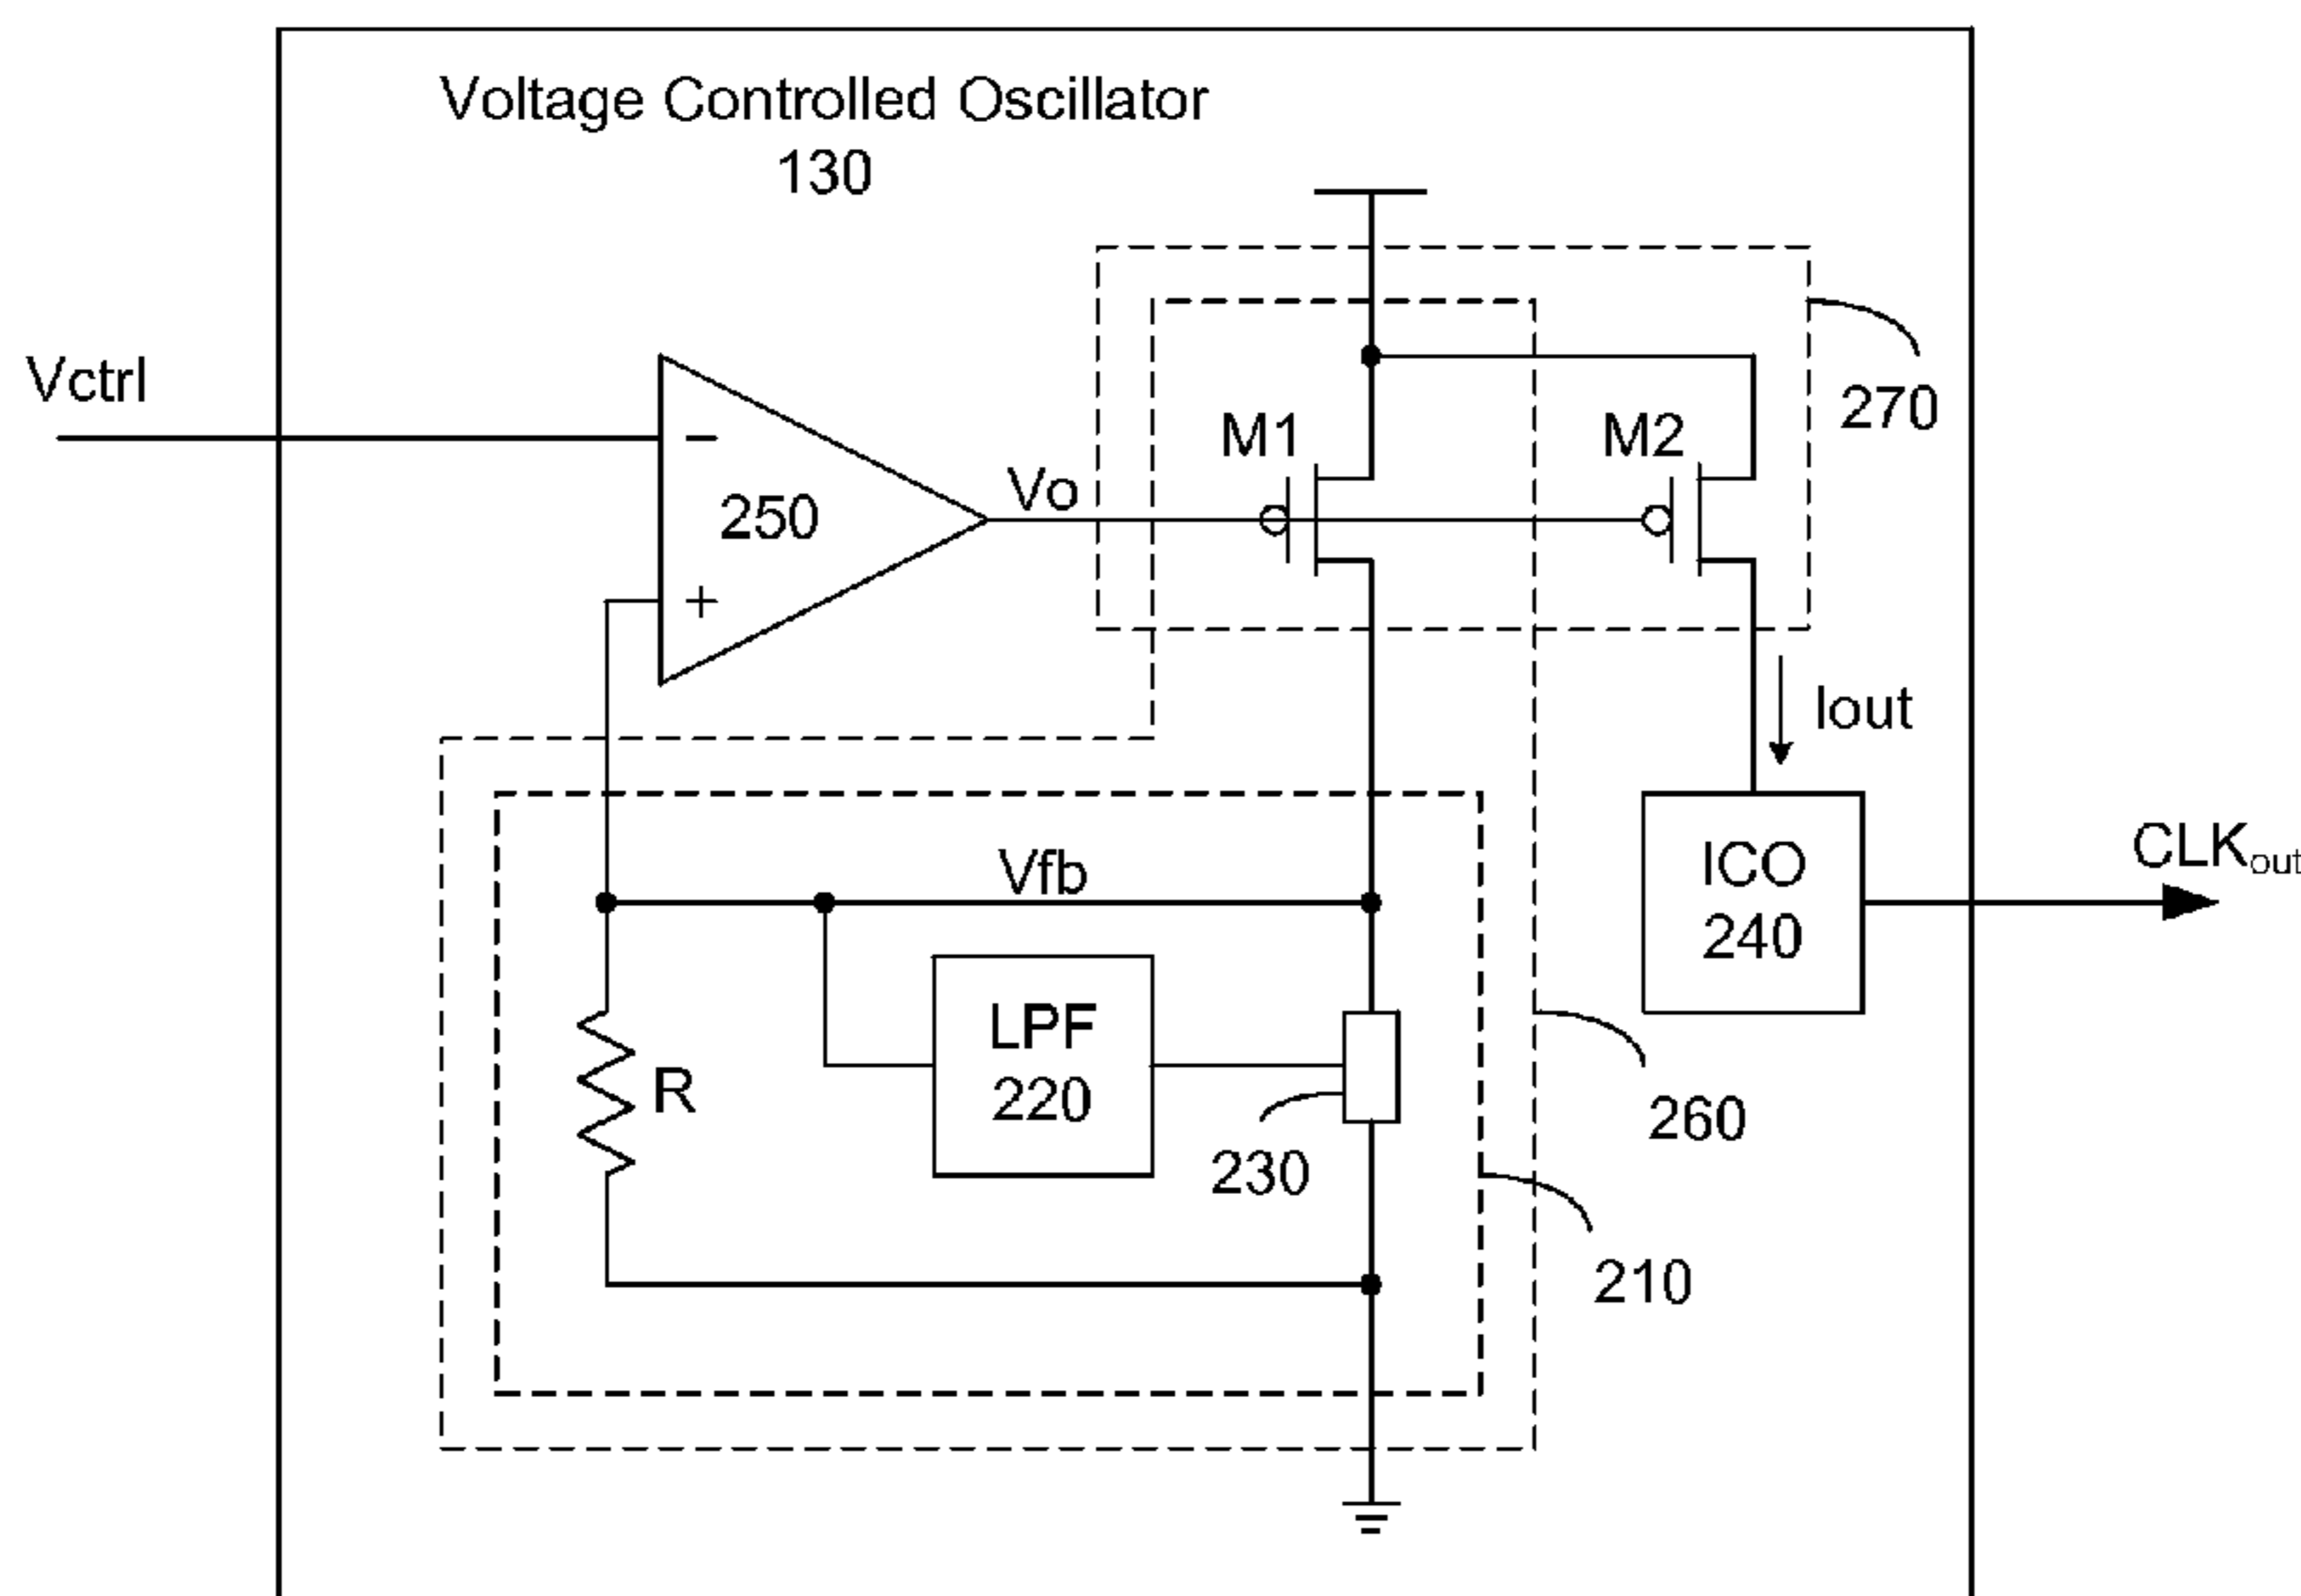 Voltage Controlled Oscillator
130
Vctrl
270
M1
M2
Vo
−
250
+
Iout
Vfb
ICO
240
CLKout
LPF
220
R
230
260
210